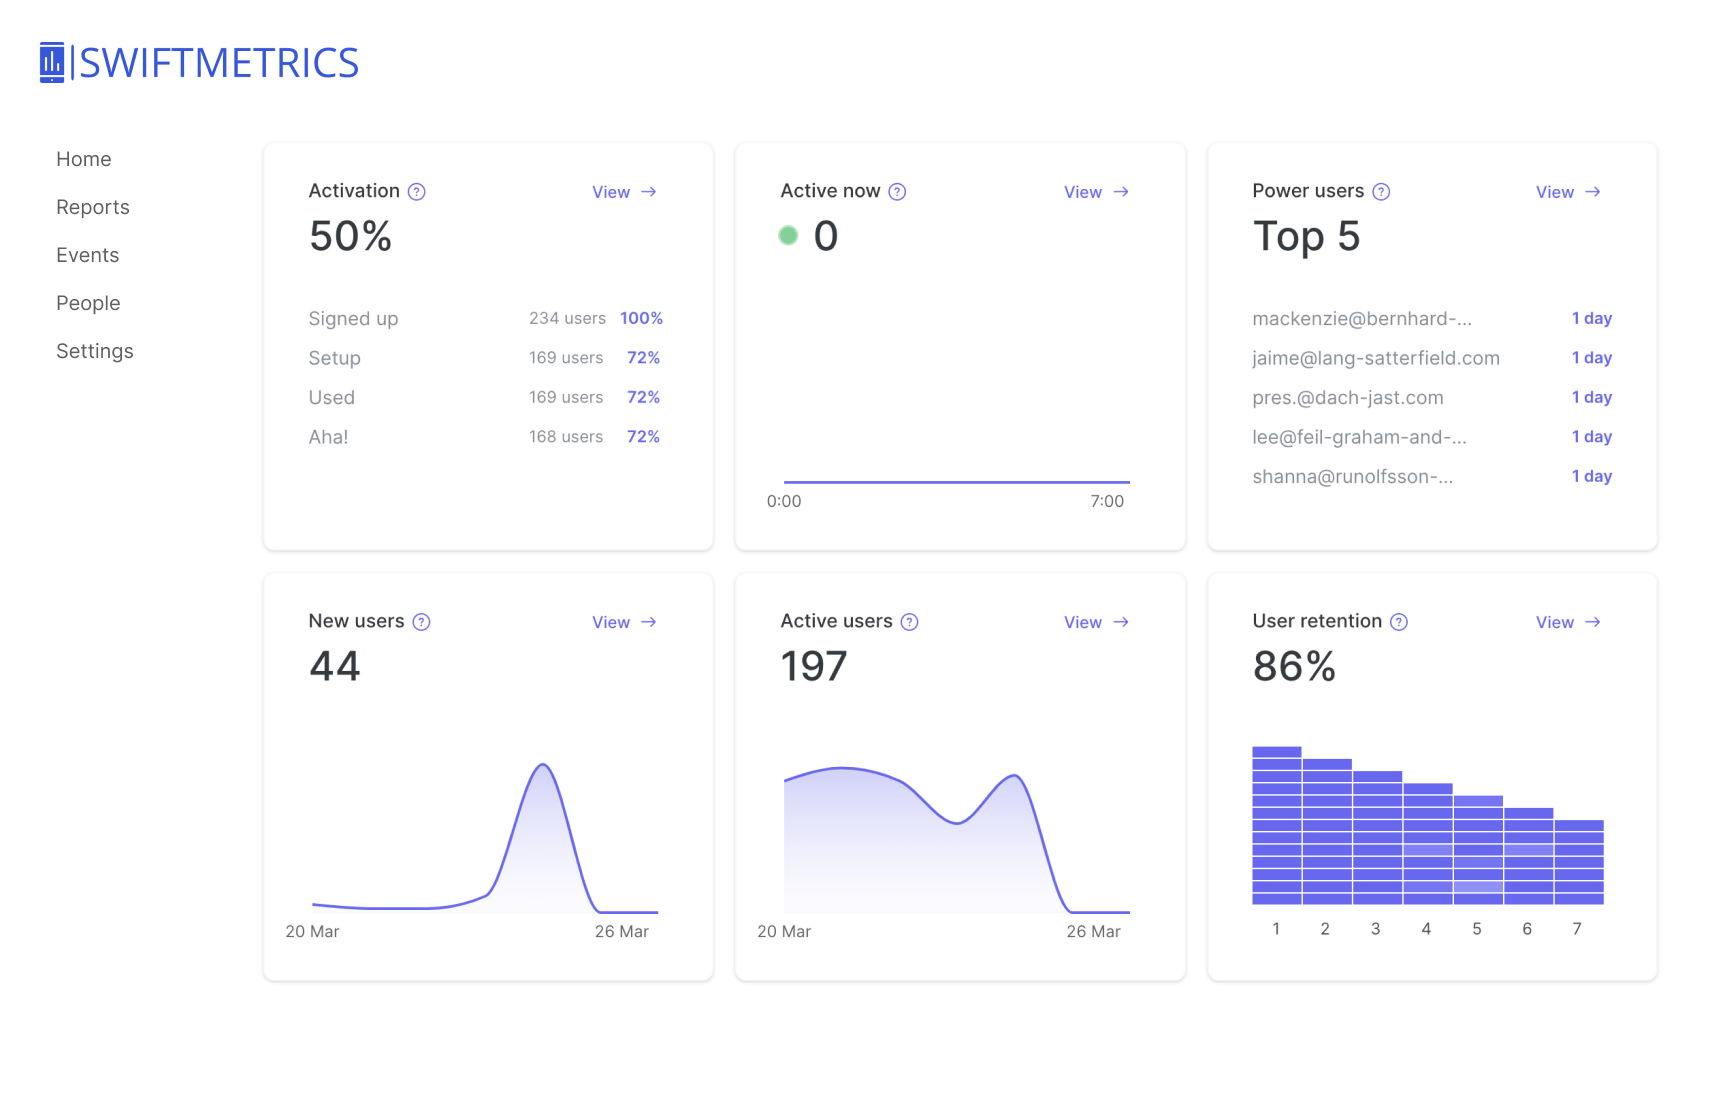 SWIFTMETRICS
Home
Reports
Events
People
Settings
Activation ? View →
50%
Signed up 234 users 100%
Setup 169 users 72%
Used 169 users 72%
Aha! 168 users 72%
Active now ? View →
0
0:00 7:00
Power users ? View →
Top 5
mackenzie@bernhard-... 1 day
jaime@lang-satterfield.com 1 day
pres.@dach-jast.com 1 day
lee@feil-graham-and-... 1 day
shanna@runolfsson-... 1 day
New users ? View →
44
20 Mar 26 Mar
Active users ? View →
197
20 Mar 26 Mar
User retention ? View →
86%
1 2 3 4 5 6 7